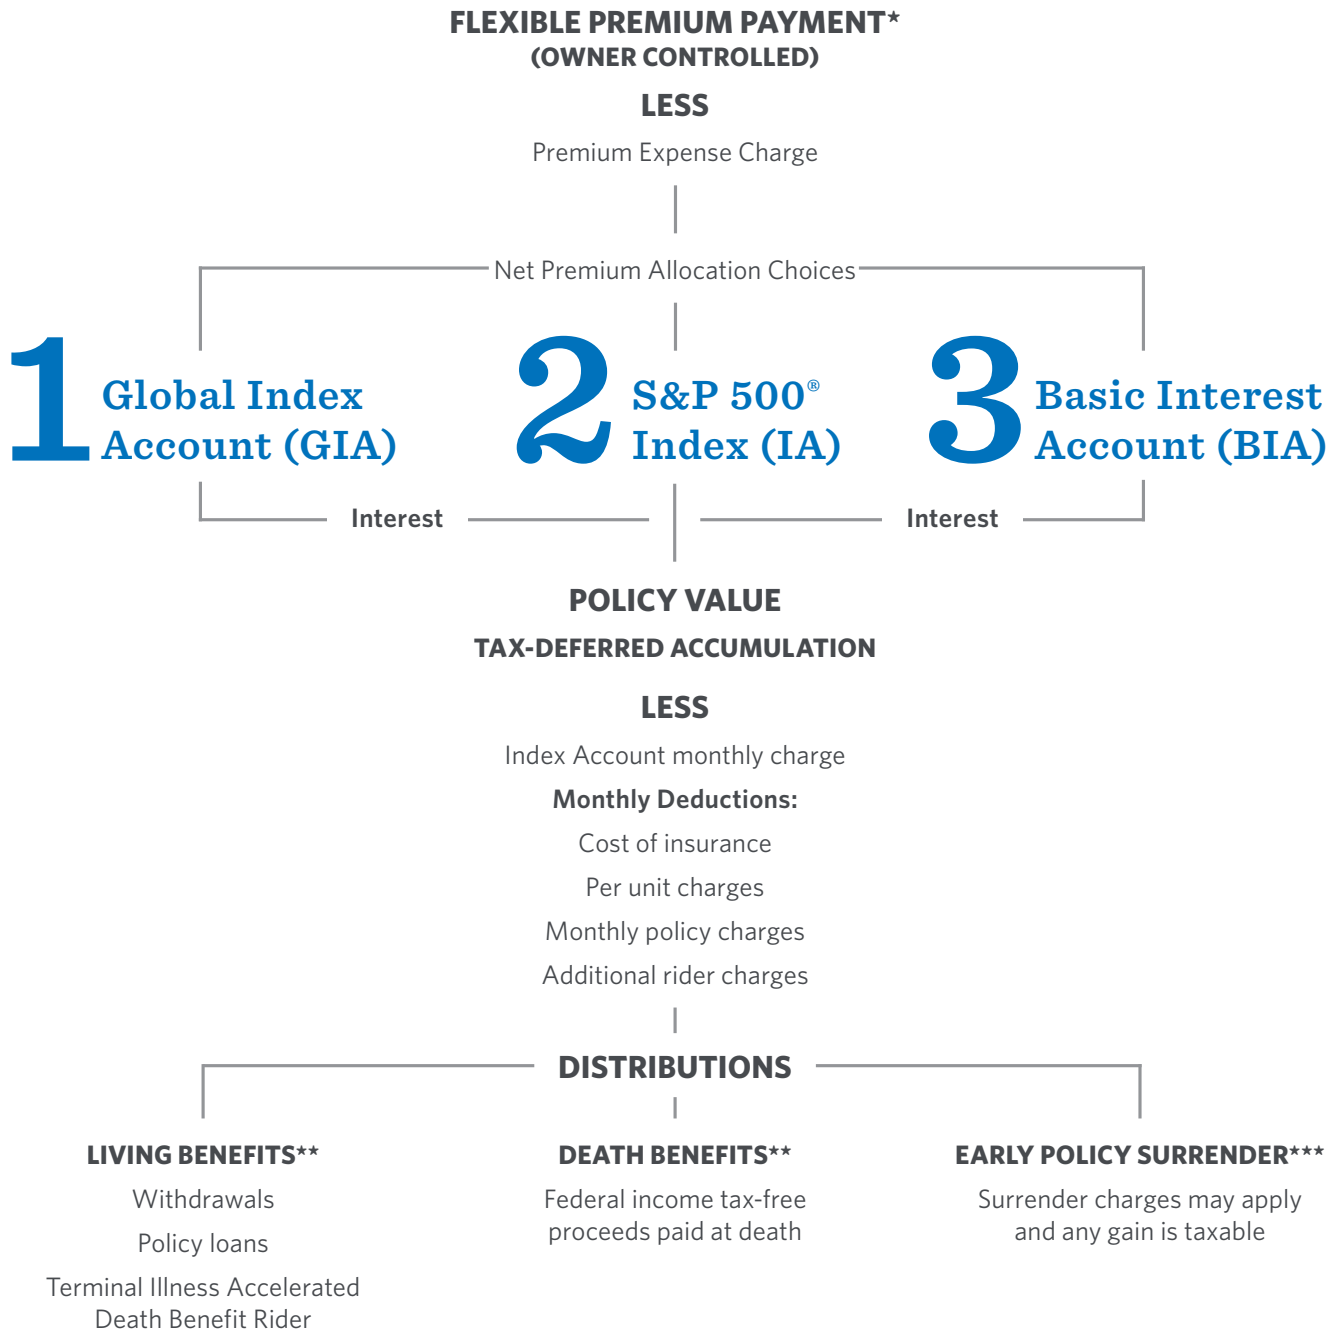 FLEXIBLE PREMIUM PAYMENT★
(OWNER CONTROLLED)
LESS
Premium Expense Charge
Net Premium Allocation Choices
1
Global Index
Account (GIA)
2
S&P 500®
Index (IA)
3
Basic Interest
Account (BIA)
Interest
Interest
POLICY VALUE
TAX-DEFERRED ACCUMULATION
LESS
Index Account monthly charge
Monthly Deductions:
Cost of insurance
Per unit charges
Monthly policy charges
Additional rider charges
DISTRIBUTIONS
LIVING BENEFITS★★
Withdrawals
Policy loans
Terminal Illness Accelerated
Death Benefit Rider
DEATH BENEFITS★★
Federal income tax-free
proceeds paid at death
EARLY POLICY SURRENDER★★★
Surrender charges may apply
and any gain is taxable